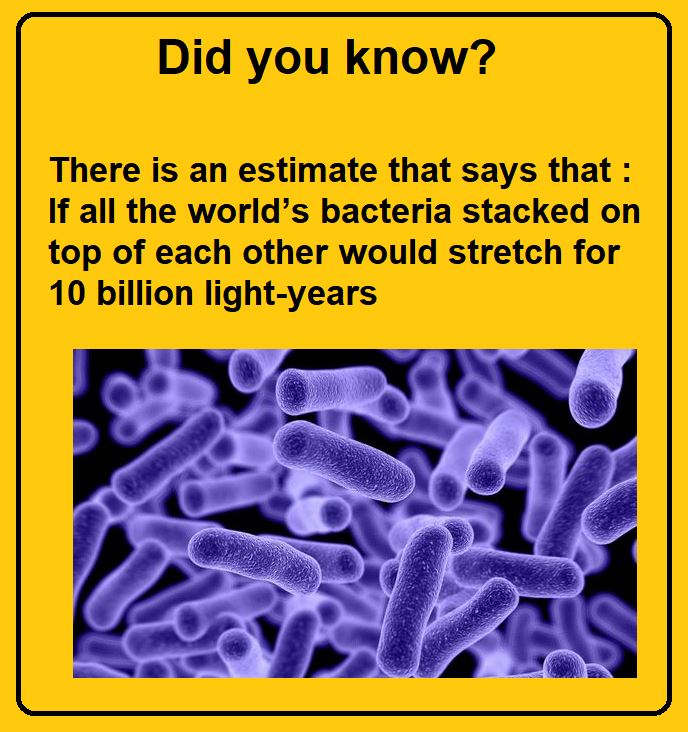 Did you know?
There is an estimate that says that :
If all the world’s bacteria stacked on
top of each other would stretch for
10 billion light-years